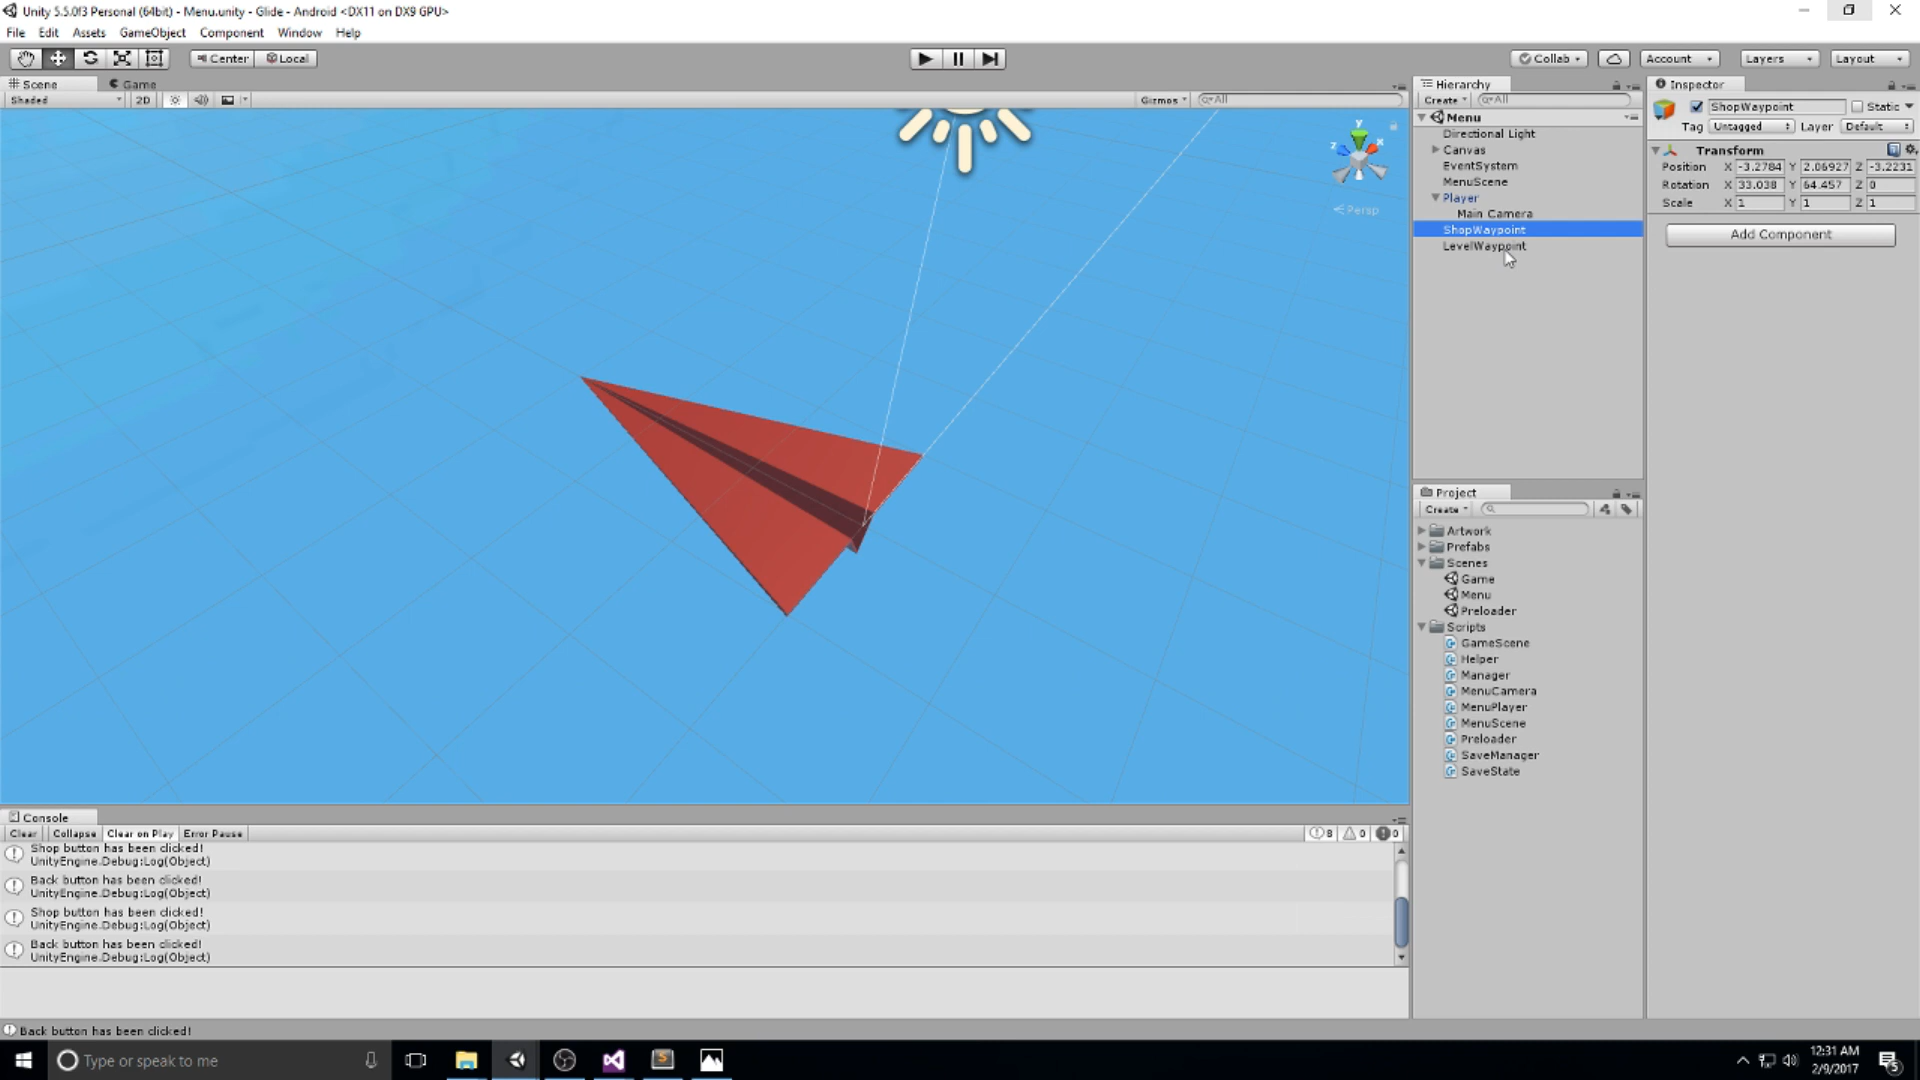 Unity 5.5.0f3 Personal (64bit) - Menu.unity - Glide - Android <DX11 on DX9 GPU>
File Edit Assets GameObject Component Window Help
Center Local Collab Account Layers Layout
Scene Game
Shaded 2D Gizmos All
y
x
z
Persp
Hierarchy
Create All
Menu
Directional Light
Canvas
EventSystem
MenuScene
Player
Main Camera
ShopWaypoint
LevelWaypoint
Inspector
ShopWaypoint Static
Tag Untagged Layer Default
Transform
Position X -3.2784 Y 2.06927 Z -3.2231
Rotation X 33.038 Y 64.457 Z 0
Scale X 1 Y 1 Z 1
Add Component
Project
Create
Artwork
Prefabs
Scenes
Game
Menu
Preloader
Scripts
GameScene
Helper
Manager
MenuCamera
MenuPlayer
MenuScene
Preloader
SaveManager
SaveState
Console
Clear Collapse Clear on Play Error Pause 8 0 0
Shop button has been clicked!
UnityEngine.Debug:Log(Object)
Back button has been clicked!
UnityEngine.Debug:Log(Object)
Shop button has been clicked!
UnityEngine.Debug:Log(Object)
Back button has been clicked!
UnityEngine.Debug:Log(Object)
Back button has been clicked!
Type or speak to me
12:31 AM
2/9/2017
5